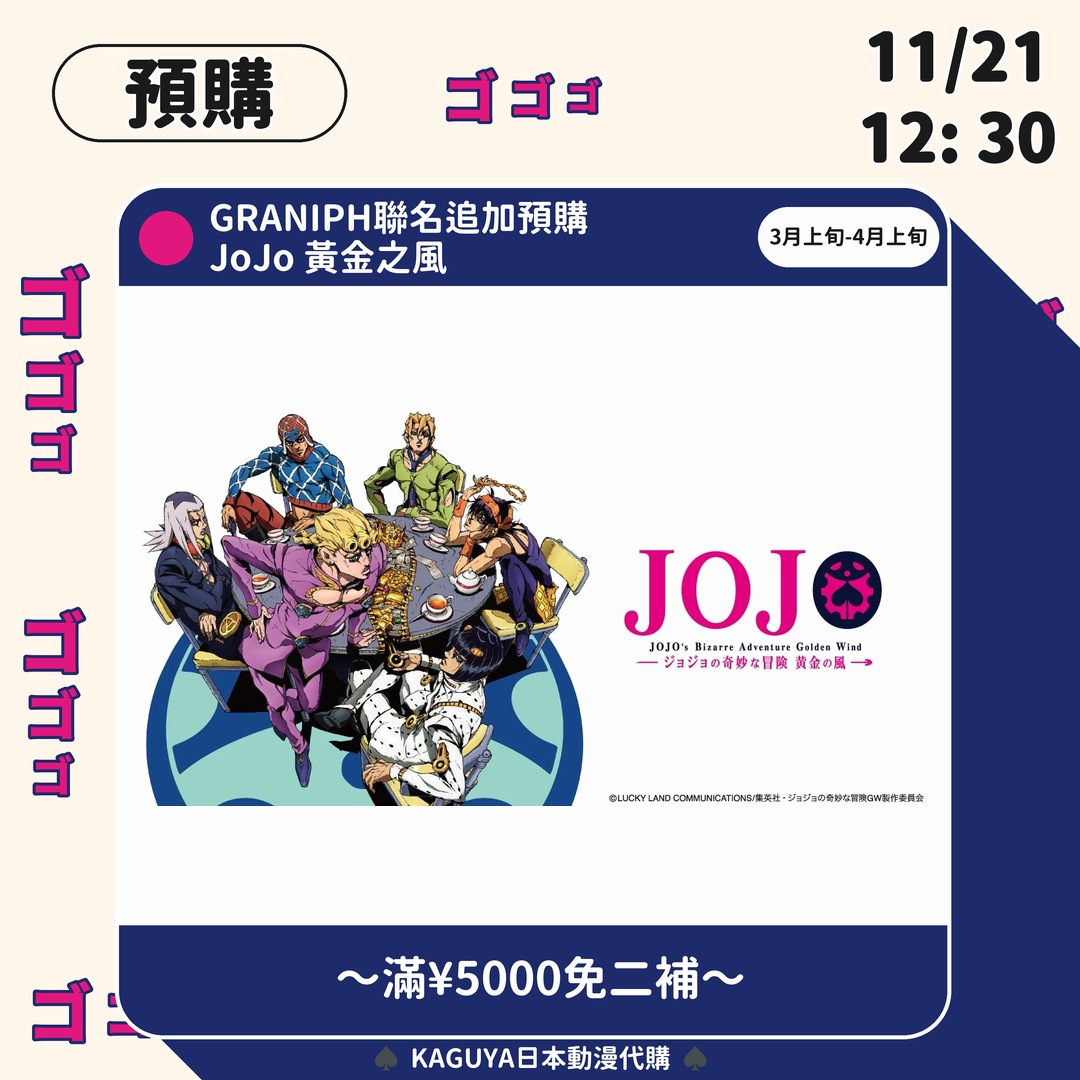 預購
ゴゴゴ
11/21
12: 30
GRANIPH聯名追加預購
JoJo 黃金之風
3月上旬-4月上旬
ゴ
ゴ
ゴ
JOJO
JOJO's Bizarre Adventure Golden Wind
ジョジョの奇妙な冒険 黄金の風
ゴ
ゴ
ゴ
©LUCKY LAND COMMUNICATIONS/集英社・ジョジョの奇妙な冒険GW製作委員会
～滿¥5000免二補～
ゴ
KAGUYA日本動漫代購